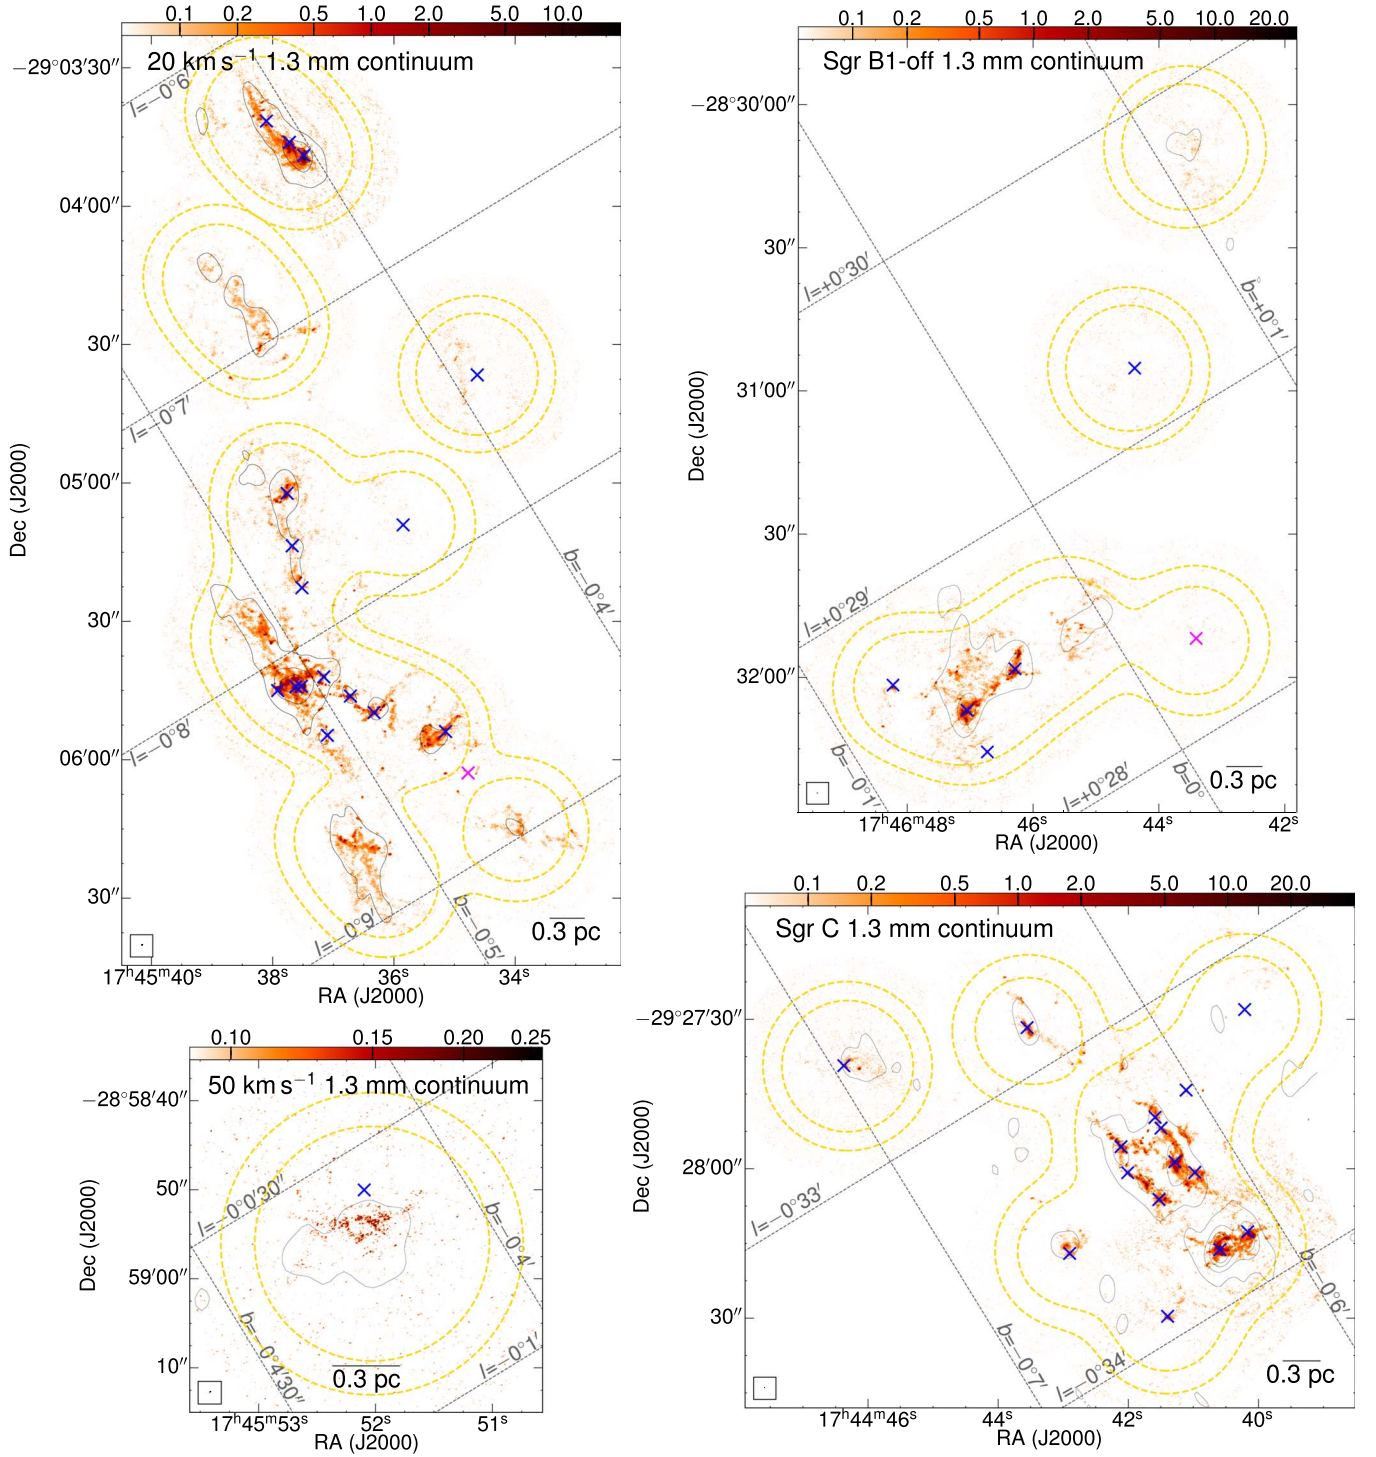 0.1 0.2 0.5 1.0 2.0 5.0 10.0
20 km s⁻¹ 1.3 mm continuum
−29°03′30″
04′00″
30″
05′00″
30″
06′00″
30″
Dec (J2000)
l=−0°6′
l=−0°7′
l=−0°8′
l=−0°9′
b=−0°4′
b=−0°5′
0.3 pc
17ʰ45ᵐ40ˢ 38ˢ 36ˢ 34ˢ
RA (J2000)
0.1 0.2 0.5 1.0 2.0 5.0 10.0 20.0
Sgr B1-off 1.3 mm continuum
−28°30′00″
30″
31′00″
30″
32′00″
Dec (J2000)
l=+0°30′
l=+0°29′
l=+0°28′
b=+0°1′
b=−0°1′
b=0°
0.3 pc
17ʰ46ᵐ48ˢ 46ˢ 44ˢ 42ˢ
RA (J2000)
0.10 0.15 0.20 0.25
50 km s⁻¹ 1.3 mm continuum
−28°58′40″
50″
59′00″
10″
Dec (J2000)
l=−0°0′30″
l=−0°1′
b=−0°4′
b=−0°4′30″
0.3 pc
17ʰ45ᵐ53ˢ 52ˢ 51ˢ
RA (J2000)
0.1 0.2 0.5 1.0 2.0 5.0 10.0 20.0
Sgr C 1.3 mm continuum
−29°27′30″
28′00″
30″
Dec (J2000)
l=−0°33′
l=−0°34′
b=−0°6′
b=−0°7′
0.3 pc
17ʰ44ᵐ46ˢ 44ˢ 42ˢ 40ˢ
RA (J2000)